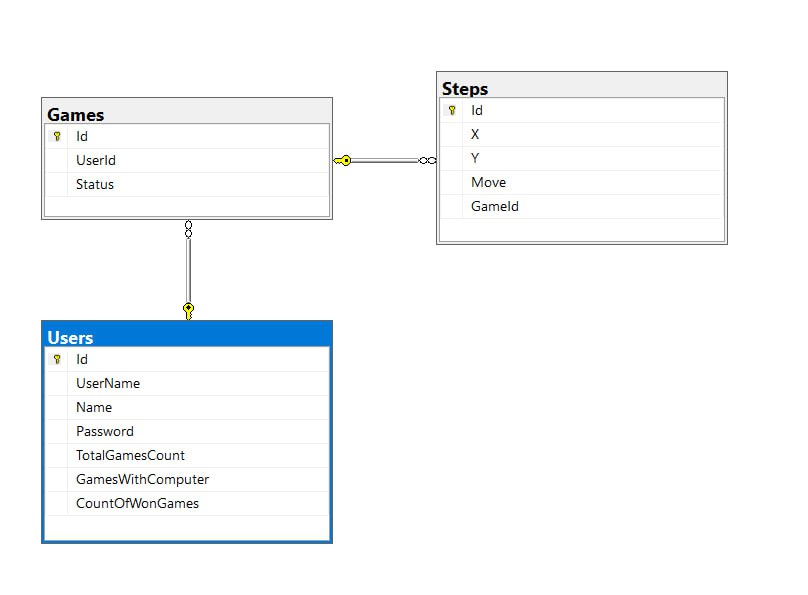 Games
Id
UserId
Status
Steps
Id
X
Y
Move
GameId
Users
Id
UserName
Name
Password
TotalGamesCount
GamesWithComputer
CountOfWonGames